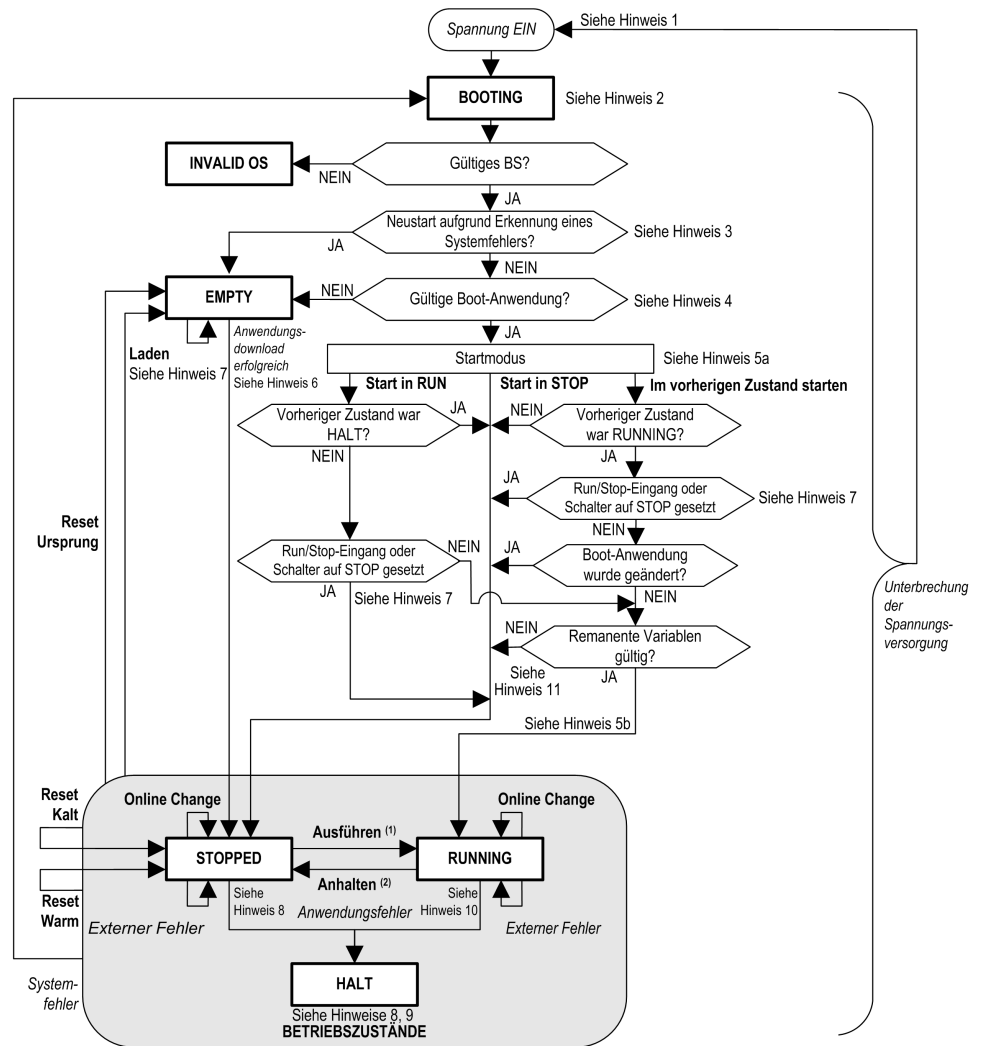 Spannung EIN
Siehe Hinweis 1
BOOTING
Siehe Hinweis 2
INVALID OS
NEIN
Gültiges BS?
JA
Neustart aufgrund Erkennung eines
Systemfehlers?
Siehe Hinweis 3
JA
NEIN
EMPTY
NEIN
Gültige Boot-Anwendung?
Siehe Hinweis 4
JA
Laden
Siehe Hinweis 7
Anwendungs-
download
erfolgreich
Siehe Hinweis 6
Startmodus
Siehe Hinweis 5a
Start in RUN
Start in STOP
Im vorherigen Zustand starten
Vorheriger Zustand war
HALT?
JA
NEIN
NEIN
Vorheriger Zustand
war RUNNING?
JA
JA
Run/Stop-Eingang oder
Schalter auf STOP gesetzt
Siehe Hinweis 7
NEIN
Reset
Ursprung
Run/Stop-Eingang oder
Schalter auf STOP gesetzt
NEIN
JA
Siehe Hinweis 7
JA
Boot-Anwendung
wurde geändert?
NEIN
Unterbrechung
der
Spannungs-
versorgung
NEIN
Remanente Variablen
gültig?
JA
Siehe
Hinweis 11
Siehe Hinweis 5b
Reset
Kalt
Online Change
Online Change
Ausführen (1)
STOPPED
RUNNING
Anhalten (2)
Reset
Warm
Siehe
Hinweis 8
Anwendungsfehler
Siehe
Hinweis 10
Externer Fehler
Externer Fehler
System-
fehler
HALT
Siehe Hinweise 8, 9
BETRIEBSZUSTÄNDE